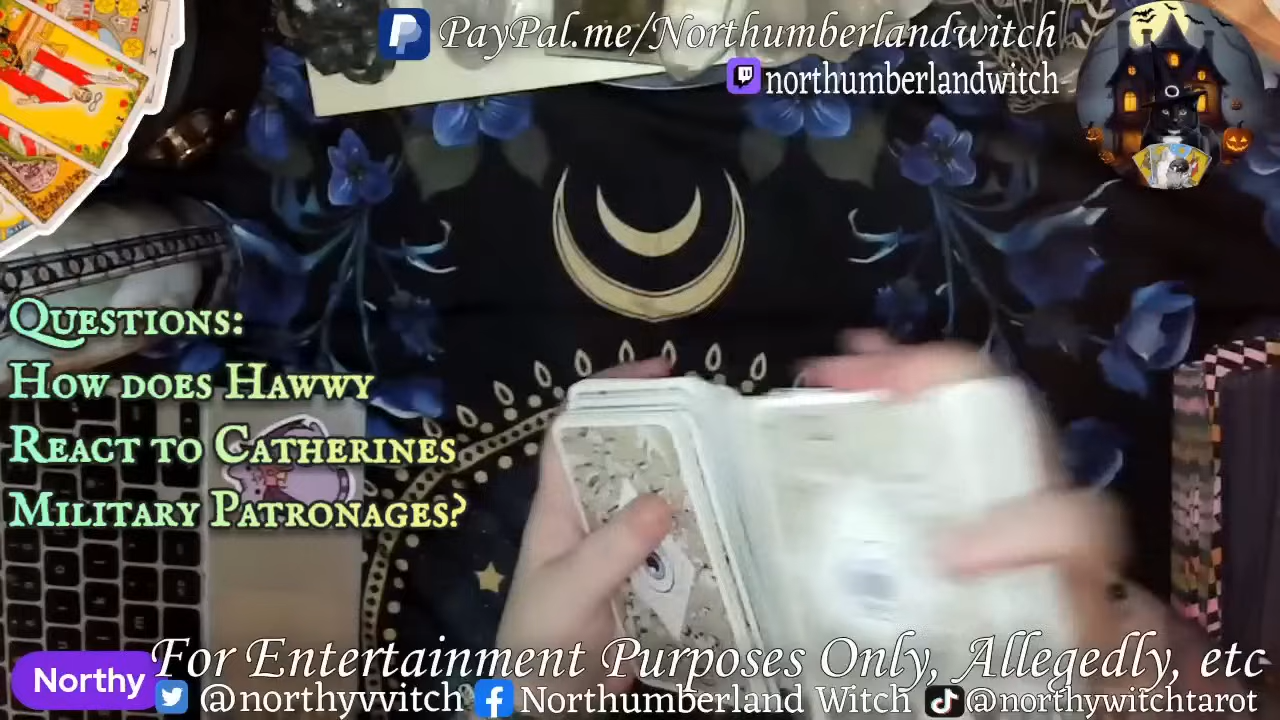 PayPal.me/Northumberlandwitch
northumberlandwitch
Questions:
How does Hawwy
React to Catherines
Military Patronages?
For Entertainment Purposes Only, Allegedly, etc
Northy
@northyvvitch
Northumberland Witch
@northywitchtarot